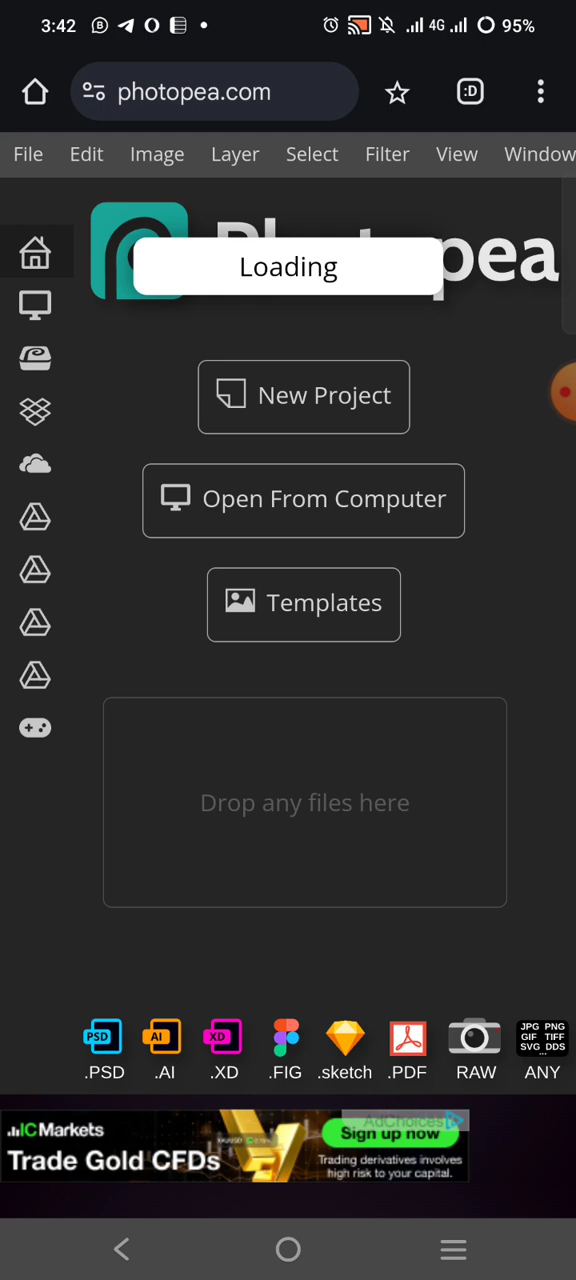 3:42
4G
95%
photopea.com
:D
File Edit Image Layer Select Filter View Window
Photopea
Loading
New Project
Open From Computer
Templates
Drop any files here
PSD AI XD JPG PNG
GIF TIFF
SVG DDS
...
.PSD .AI .XD .FIG .sketch .PDF RAW ANY
IC Markets
Trade Gold CFDs
AdChoices
Sign up now
Trading derivatives involves
high risk to your capital.